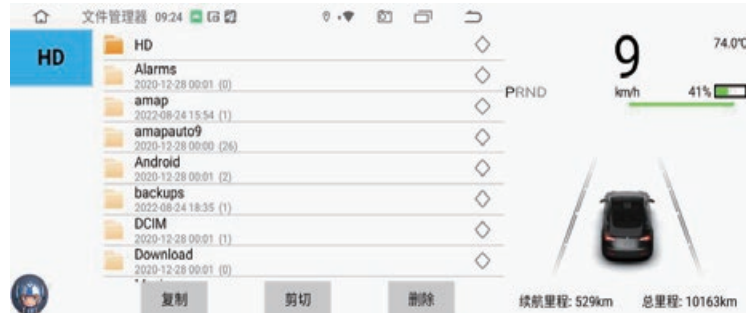 文件管理器 09:24
HD
HD
Alarms
2020-12-28 00:01 (0)
amap
2022-08-24 15:54 (1)
amapauto9
2020-12-28 00:00 (26)
Android
2020-12-28 00:01 (2)
backups
2022-08-24 18:35 (1)
DCIM
2020-12-28 00:01 (1)
Download
2020-12-28 00:01 (0)
复制 剪切 删除
9
km/h
74.0℃
PRND
41%
续航里程: 529km 总里程: 10163km